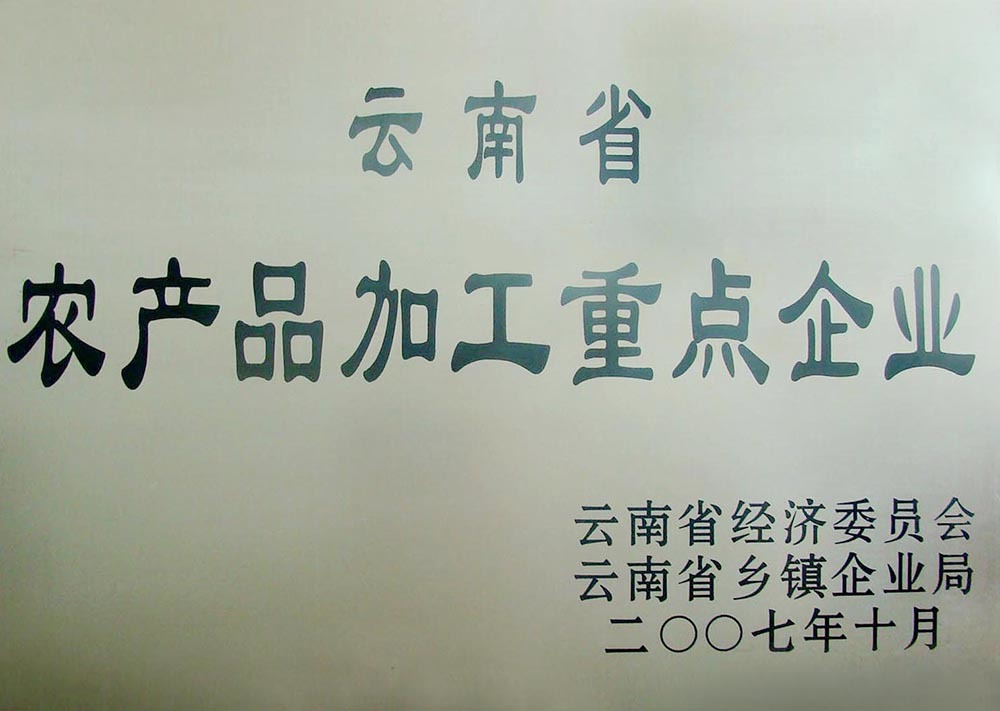 云南省
农产品加工重点企业
云南省经济委员会
云南省乡镇企业局
二〇〇七年十月